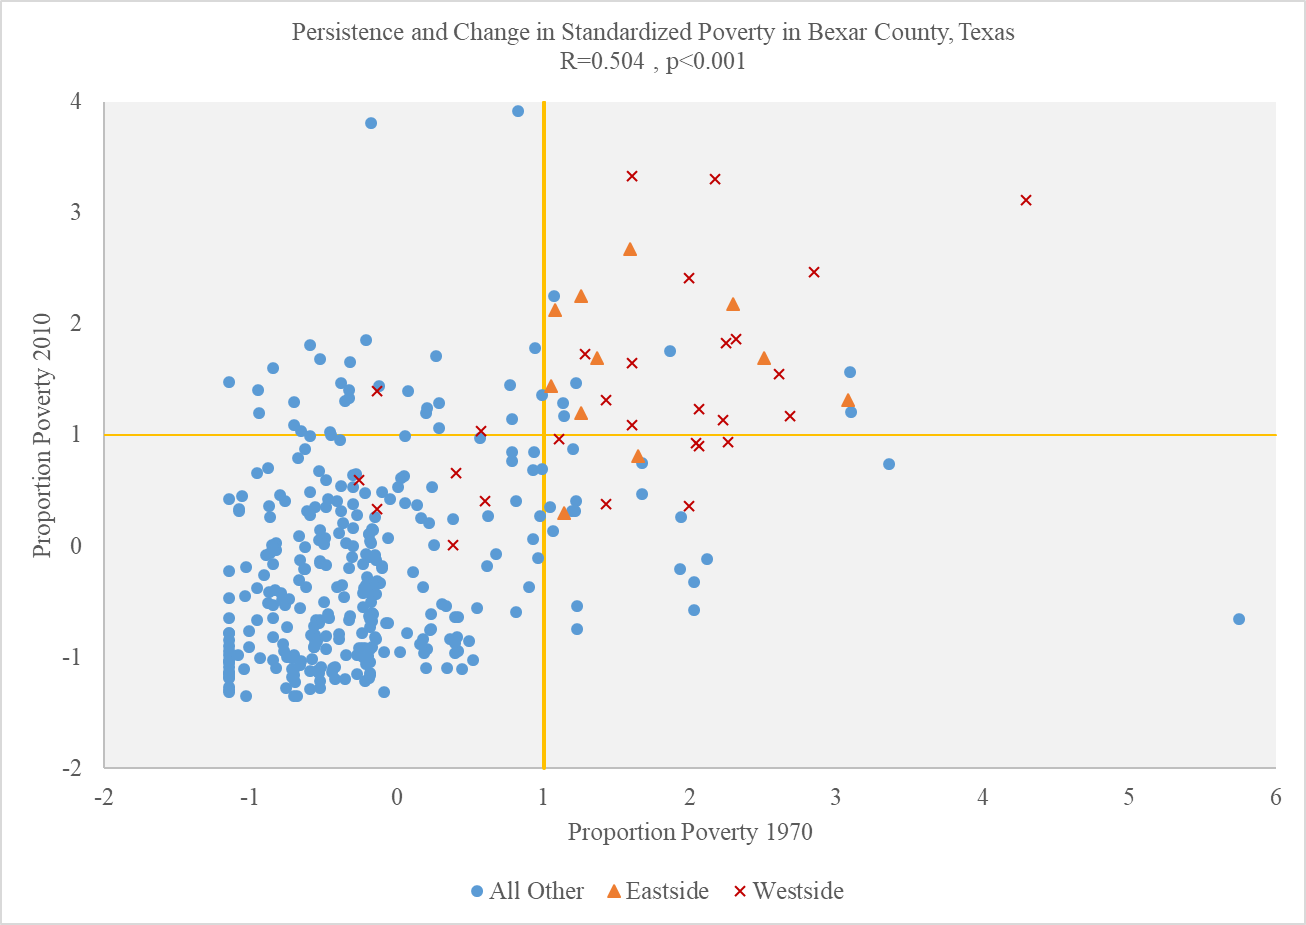 Persistence and Change in Standardized Poverty in Bexar County, Texas
R=0.504 , p<0.001
4
3
2
1
0
-1
-2
Proportion Poverty 2010
-2 -1 0 1 2 3 4 5 6
Proportion Poverty 1970
All Other Eastside Westside